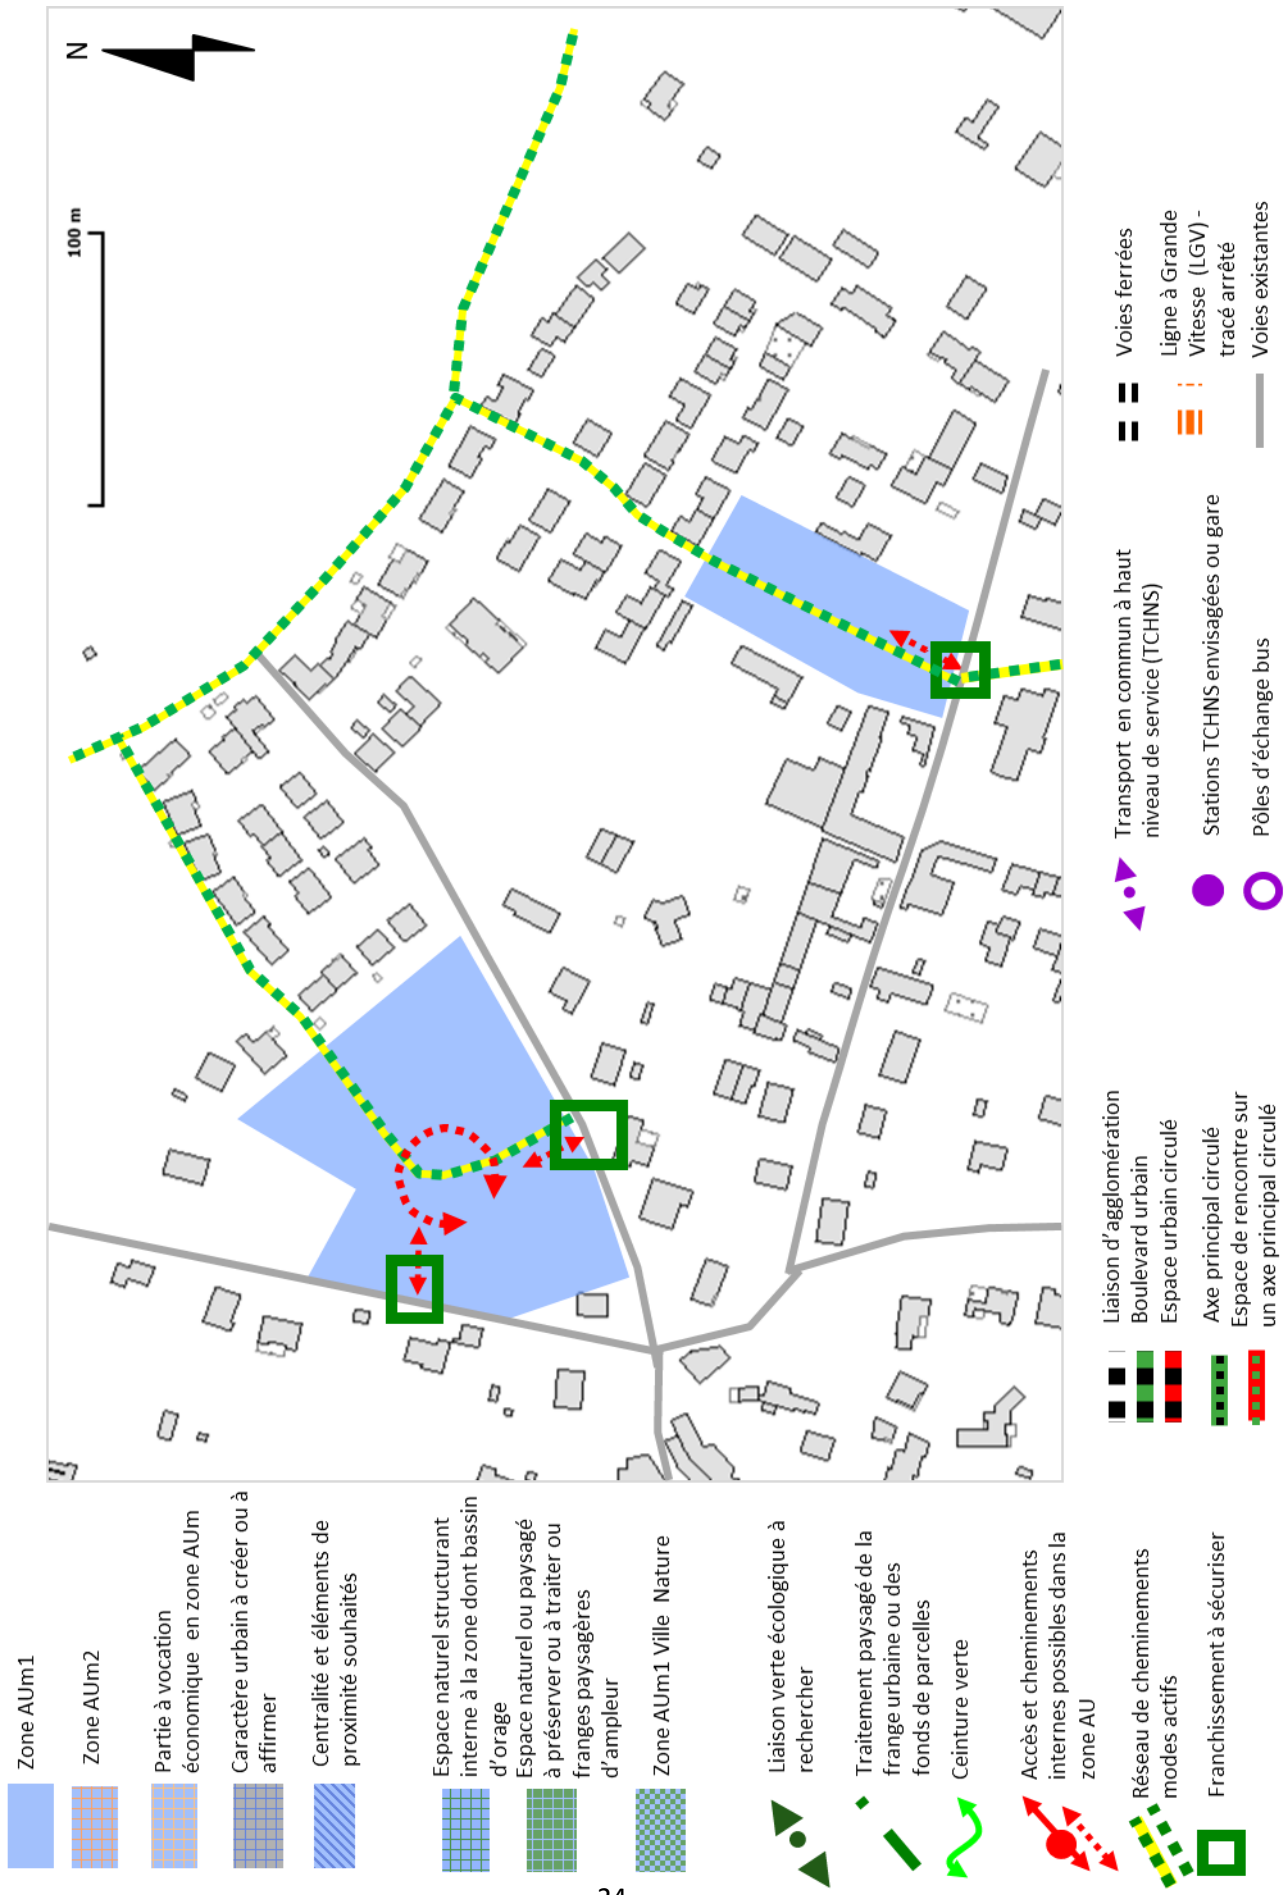 N
100 m
Zone AUm1
Zone AUm2
Partie à vocation
économique en zone AUm
Caractère urbain à créer ou à
affirmer
Centralité et éléments de
proximité souhaités
Espace naturel structurant
interne à la zone dont bassin
d'orage
Espace naturel ou paysagé
à préserver ou à traiter ou
franges paysagères
d'ampleur
Zone AUm1 Ville Nature
Liaison verte écologique à
rechercher
Traitement paysagé de la
frange urbaine ou des
fonds de parcelles
Ceinture verte
Accès et cheminements
internes possibles dans la
zone AU
Réseau de cheminements
modes actifs
Franchissement à sécuriser
Liaison d'agglomération
Boulevard urbain
Espace urbain circulé
Axe principal circulé
Espace de rencontre sur
un axe principal circulé
Transport en commun à haut
niveau de service (TCHNS)
Stations TCHNS envisagées ou gare
Pôles d'échange bus
Voies ferrées
Ligne à Grande
Vitesse (LGV) -
tracé arrêté
Voies existantes